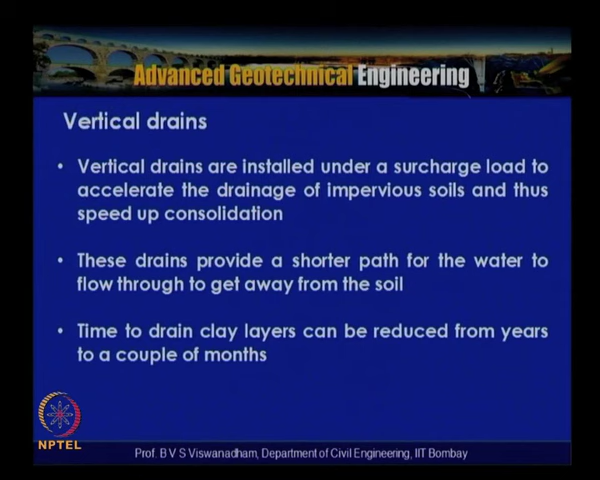 Advanced Geotechnical Engineering
Vertical drains
• Vertical drains are installed under a surcharge load to
accelerate the drainage of impervious soils and thus
speed up consolidation
• These drains provide a shorter path for the water to
flow through to get away from the soil
• Time to drain clay layers can be reduced from years
to a couple of months
NPTEL
Prof. B V S Viswanadham, Department of Civil Engineering, IIT Bombay